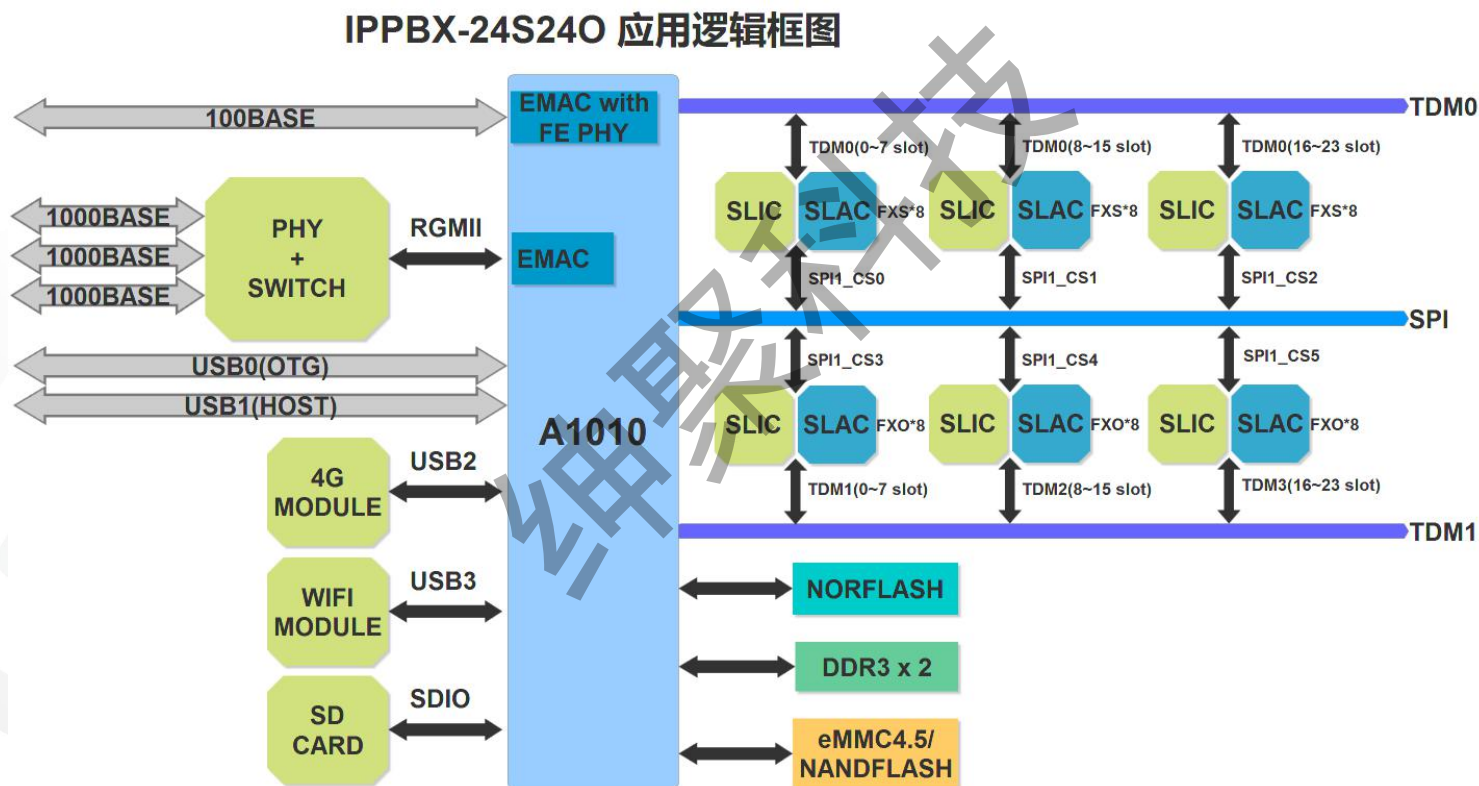 IPPBX-24S24O 应用逻辑框图
100BASE
EMAC with
FE PHY
TDM0
TDM0(0~7 slot)
TDM0(8~15 slot)
TDM0(16~23 slot)
1000BASE
1000BASE
1000BASE
PHY
+
SWITCH
RGMII
EMAC
SLIC
SLAC
FXS*8
SLIC
SLAC
FXS*8
SLIC
SLAC
FXS*8
SPI1_CS0
SPI1_CS1
SPI1_CS2
SPI
USB0(OTG)
USB1(HOST)
A1010
SPI1_CS3
SPI1_CS4
SPI1_CS5
SLIC
SLAC
FXO*8
SLIC
SLAC
FXO*8
SLIC
SLAC
FXO*8
4G
MODULE
USB2
TDM1(0~7 slot)
TDM2(8~15 slot)
TDM3(16~23 slot)
TDM1
WIFI
MODULE
USB3
NORFLASH
DDR3 x 2
SD
CARD
SDIO
eMMC4.5/
NANDFLASH
绅聚科技